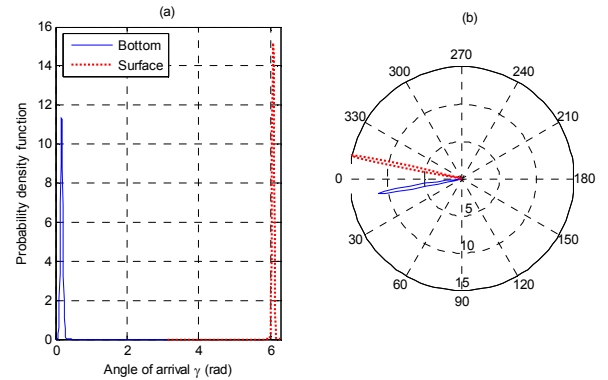 (a)
Probability density function
16
14
12
10
8
6
4
2
0
Bottom
Surface
0 2 4 6
Angle of arrival γ (rad)
(b)
270
300 240
330 210
0 180
30 150
60 120
90
5
10
15